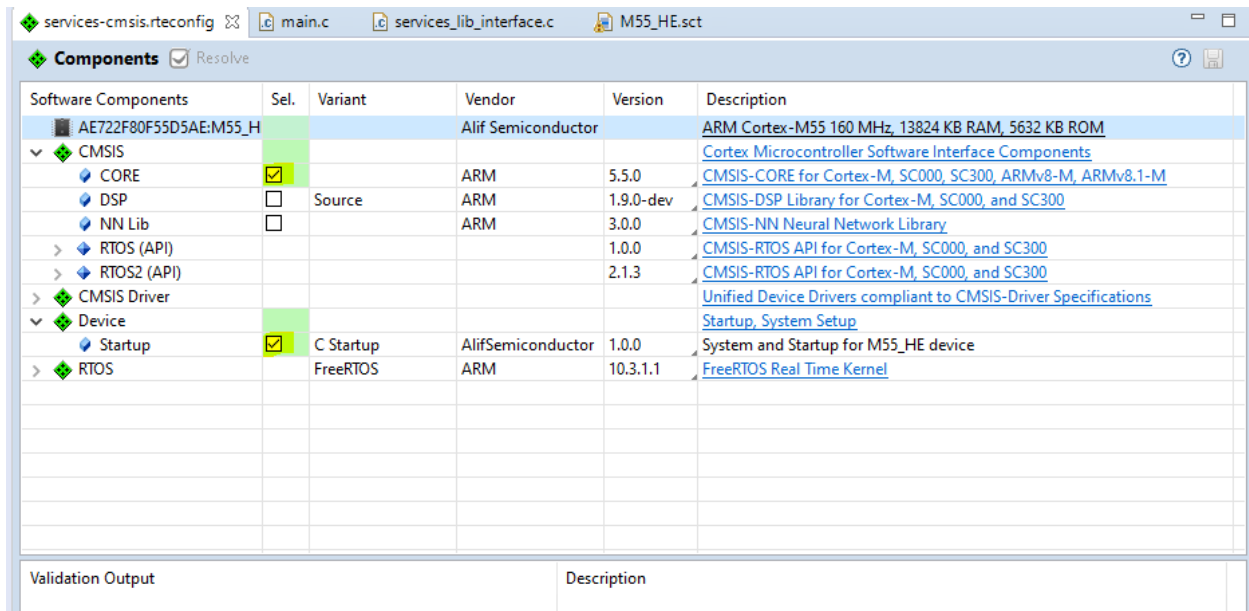 services-cmsis.rteconfig main.c services_lib_interface.c M55_HE.sct
Components Resolve
Software Components Sel. Variant Vendor Version Description
AE722F80F55D5AE:M55_H Alif Semiconductor ARM Cortex-M55 160 MHz, 13824 KB RAM, 5632 KB ROM
CMSIS Cortex Microcontroller Software Interface Components
CORE ARM 5.5.0 CMSIS-CORE for Cortex-M, SC000, SC300, ARMv8-M, ARMv8.1-M
DSP Source ARM 1.9.0-dev CMSIS-DSP Library for Cortex-M, SC000, and SC300
NN Lib ARM 3.0.0 CMSIS-NN Neural Network Library
RTOS (API) 1.0.0 CMSIS-RTOS API for Cortex-M, SC000, and SC300
RTOS2 (API) 2.1.3 CMSIS-RTOS API for Cortex-M, SC000, and SC300
CMSIS Driver Unified Device Drivers compliant to CMSIS-Driver Specifications
Device Startup, System Setup
Startup C Startup AlifSemiconductor 1.0.0 System and Startup for M55_HE device
RTOS FreeRTOS ARM 10.3.1.1 FreeRTOS Real Time Kernel
Validation Output Description